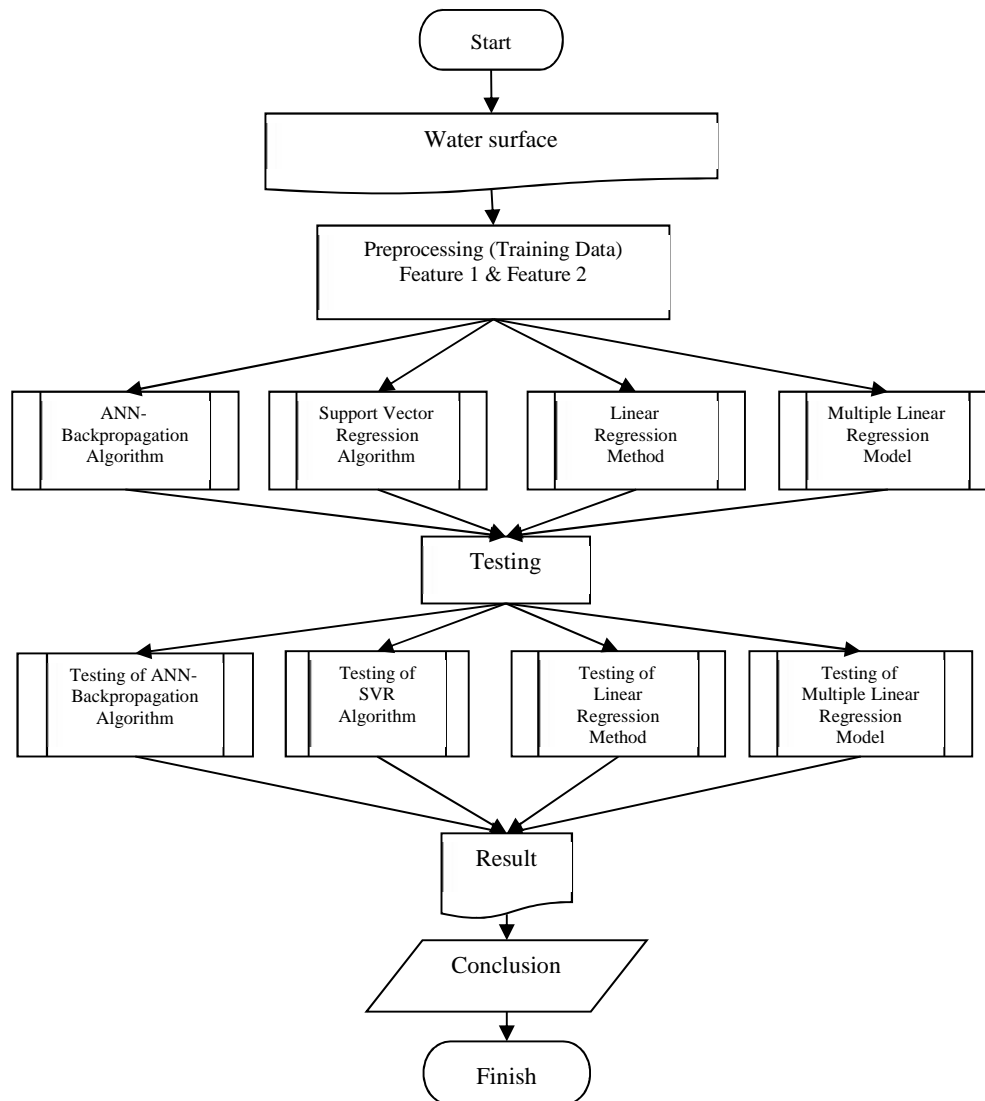 Start
Water surface
Preprocessing (Training Data)
Feature 1 & Feature 2
ANN-
Backpropagation
Algorithm
Support Vector
Regression
Algorithm
Linear
Regression
Method
Multiple Linear
Regression
Model
Testing
Testing of ANN-
Backpropagation
Algorithm
Testing of
SVR
Algorithm
Testing of
Linear
Regression
Method
Testing of
Multiple Linear
Regression
Model
Result
Conclusion
Finish